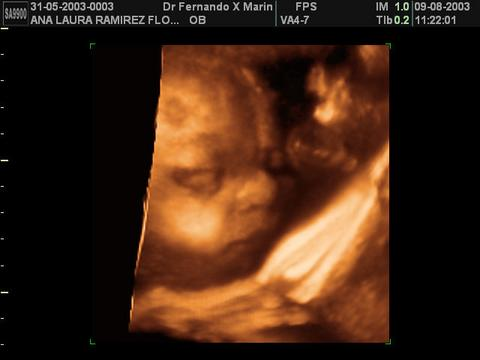 SA9900 31-05-2003-0003 Dr Fernando X Marin FPS IM 1.0 09-08-2003
ANA LAURA RAMIREZ FLO... OB VA4-7 TIb 0.2 11:22:01